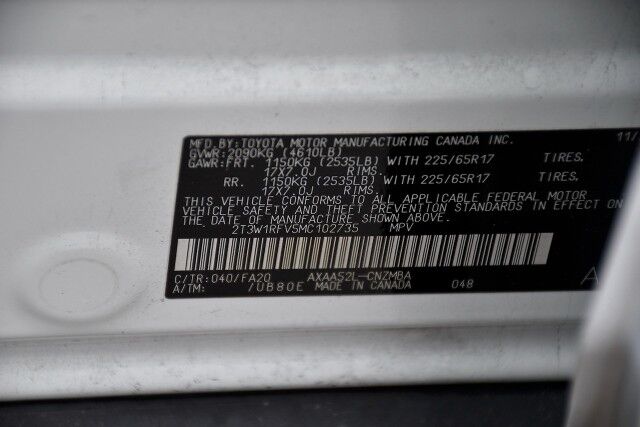 MFD.BY:TOYOTA MOTOR MANUFACTURING CANADA INC. 11/
GVWR:2090KG (4610LB)
GAWR:FRT. 1150KG (2535LB) WITH 225/65R17 TIRES.
17X7.0J RIMS.
RR. 1150KG (2535LB) WITH 225/65R17 TIRES.
17X7.0J RIMS.
THIS VEHICLE CONFORMS TO ALL APPLICABLE FEDERAL MOTOR
VEHICLE SAFETY AND THEFT PREVENTION STANDARDS IN EFFECT ON
THE DATE OF MANUFACTURE SHOWN ABOVE.
2T3W1RFV5MC102735 MPV
C/TR:040/FA20 AXAA52L-CNZMBA
A/TM: /UB80E MADE IN CANADA 048 A